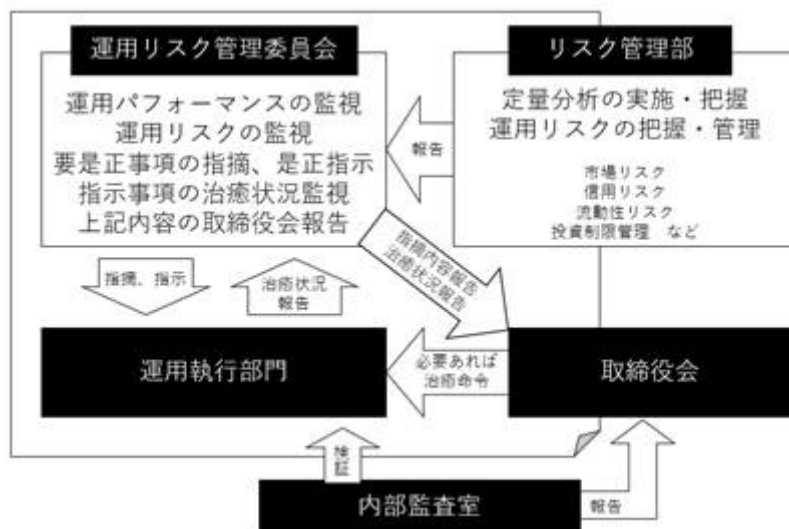 運用リスク管理委員会
運用パフォーマンスの監視
運用リスクの監視
要是正事項の指摘、是正指示
指示事項の治癒状況監視
上記内容の取締役会報告
リスク管理部
定量分析の実施・把握
運用リスクの把握・管理
市場リスク
信用リスク
流動性リスク
投資制限管理 など
報告
指摘内容報告
治癒状況報告
指摘、指示
治癒状況
報告
運用執行部門
必要あれば
治癒命令
取締役会
検証
内部監査室
報告